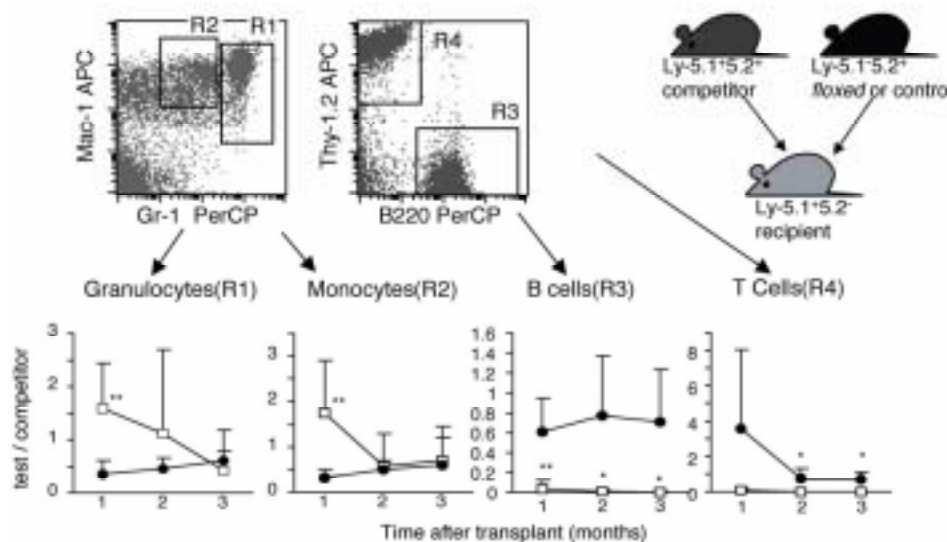 R2 R1
Mac-1 APC
Gr-1 PerCP
R4
R3
Thy-1.2 APC
B220 PerCP
Ly-5.1⁺5.2⁺
competitor
Ly-5.1⁻5.2⁺
floxed or control
Ly-5.1⁺5.2⁻
recipient
Granulocytes(R1)
Monocytes(R2)
B cells(R3)
T Cells(R4)
test / competitor
3
2
1
0
**
1 2 3
3
2
1
0
**
1 2 3
1.6
1.4
1.2
1
0.8
0.6
0.4
0.2
0
** * *
1 2 3
8
6
4
2
0
* *
1 2 3
Time after transplant (months)